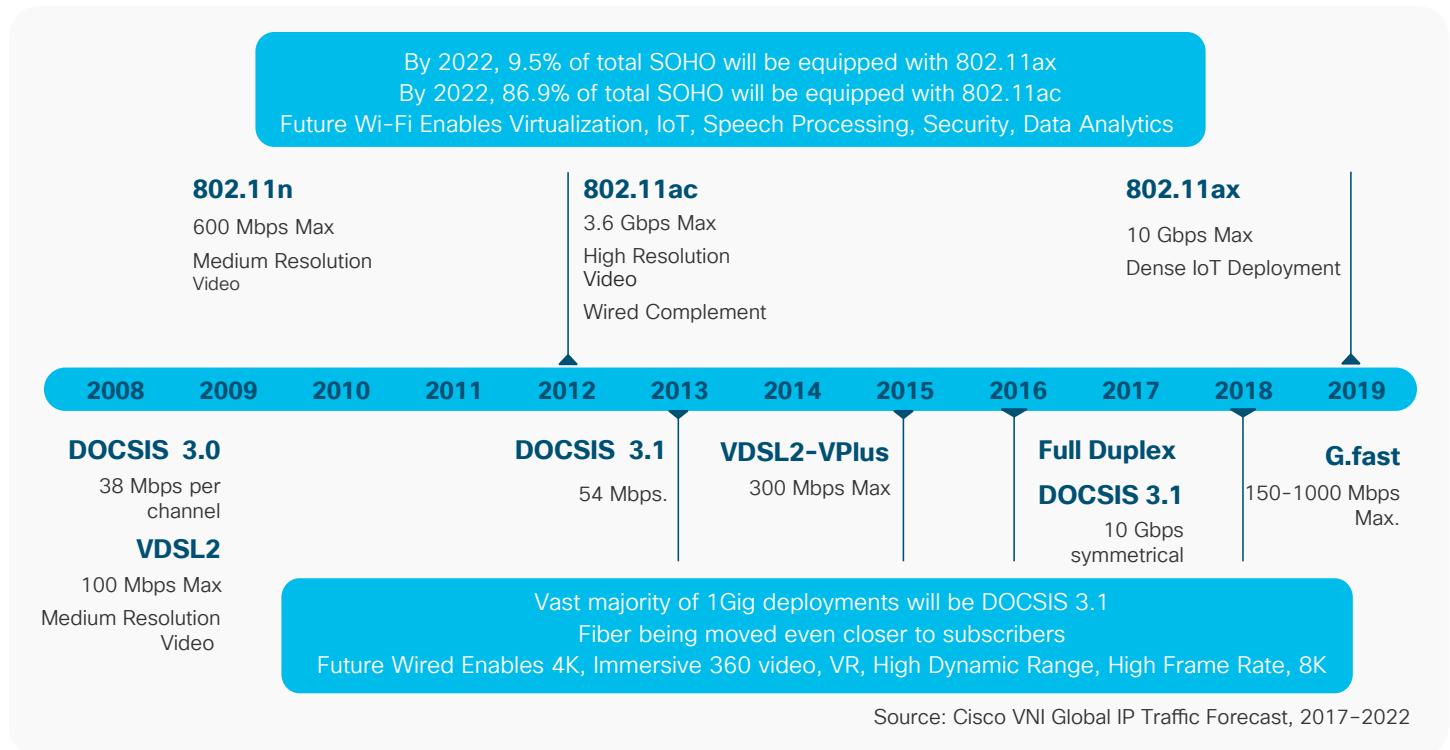 By 2022, 9.5% of total SOHO will be equipped with 802.11ax
By 2022, 86.9% of total SOHO will be equipped with 802.11ac
Future Wi-Fi Enables Virtualization, IoT, Speech Processing, Security, Data Analytics
802.11n
600 Mbps Max
Medium Resolution
Video
802.11ac
3.6 Gbps Max
High Resolution
Video
Wired Complement
802.11ax
10 Gbps Max
Dense IoT Deployment
2008 2009 2010 2011 2012 2013 2014 2015 2016 2017 2018 2019
DOCSIS 3.0
38 Mbps per
channel
VDSL2
100 Mbps Max
Medium Resolution
Video
DOCSIS 3.1
54 Mbps.
VDSL2-VPlus
300 Mbps Max
Full Duplex
DOCSIS 3.1
10 Gbps
symmetrical
G.fast
150-1000 Mbps
Max.
Vast majority of 1Gig deployments will be DOCSIS 3.1
Fiber being moved even closer to subscribers
Future Wired Enables 4K, Immersive 360 video, VR, High Dynamic Range, High Frame Rate, 8K
Source: Cisco VNI Global IP Traffic Forecast, 2017-2022